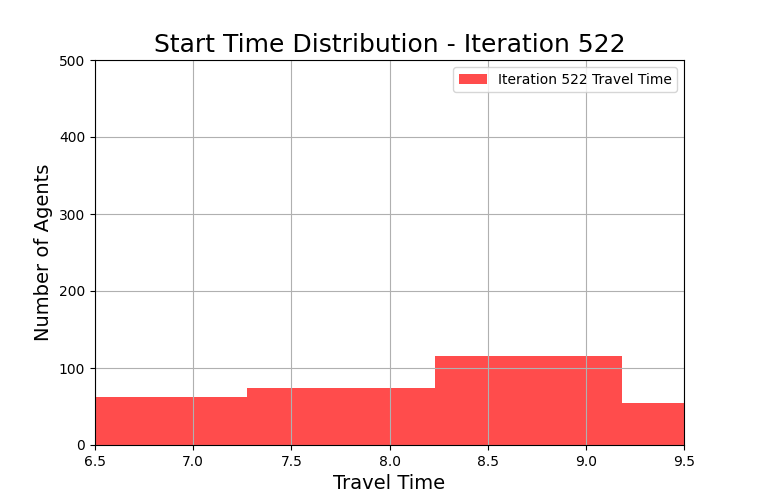 Start Time Distribution - Iteration 522
Iteration 522 Travel Time
Number of Agents
500
400
300
200
100
0
6.5 7.0 7.5 8.0 8.5 9.0 9.5
Travel Time